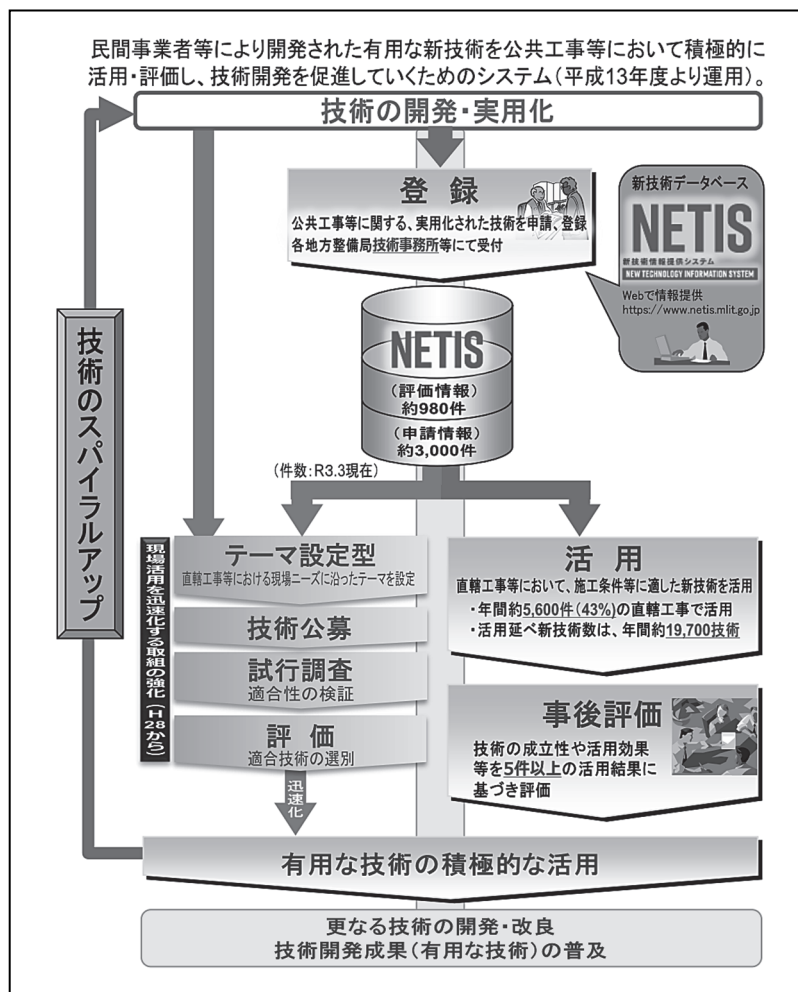 民間事業者等により開発された有用な新技術を公共工事等において積極的に
活用・評価し、技術開発を促進していくためのシステム(平成13年度より運用)。
技術の開発・実用化
登録
公共工事等に関する、実用化された技術を申請、登録
各地方整備局技術事務所等にて受付
新技術データベース
NETIS
新技術情報提供システム
NEW TECHNOLOGY INFORMATION SYSTEM
Webで情報提供
https://www.netis.mlit.go.jp
NETIS
(評価情報)
約980件
(申請情報)
約3,000件
(件数:R3.3現在)
技術のスパイラルアップ
現場活用を迅速化する取組の強化(H28から)
テーマ設定型
直轄工事等における現場ニーズに沿ったテーマを設定
技術公募
試行調査
適合性の検証
評価
適合技術の選別
迅速化
活用
直轄工事等において、施工条件等に適した新技術を活用
・年間約5,600件(43%)の直轄工事で活用
・活用延べ新技術数は、年間約19,700技術
事後評価
技術の成立性や活用効果
等を5件以上の活用結果に
基づき評価
有用な技術の積極的な活用
更なる技術の開発・改良
技術開発成果(有用な技術)の普及